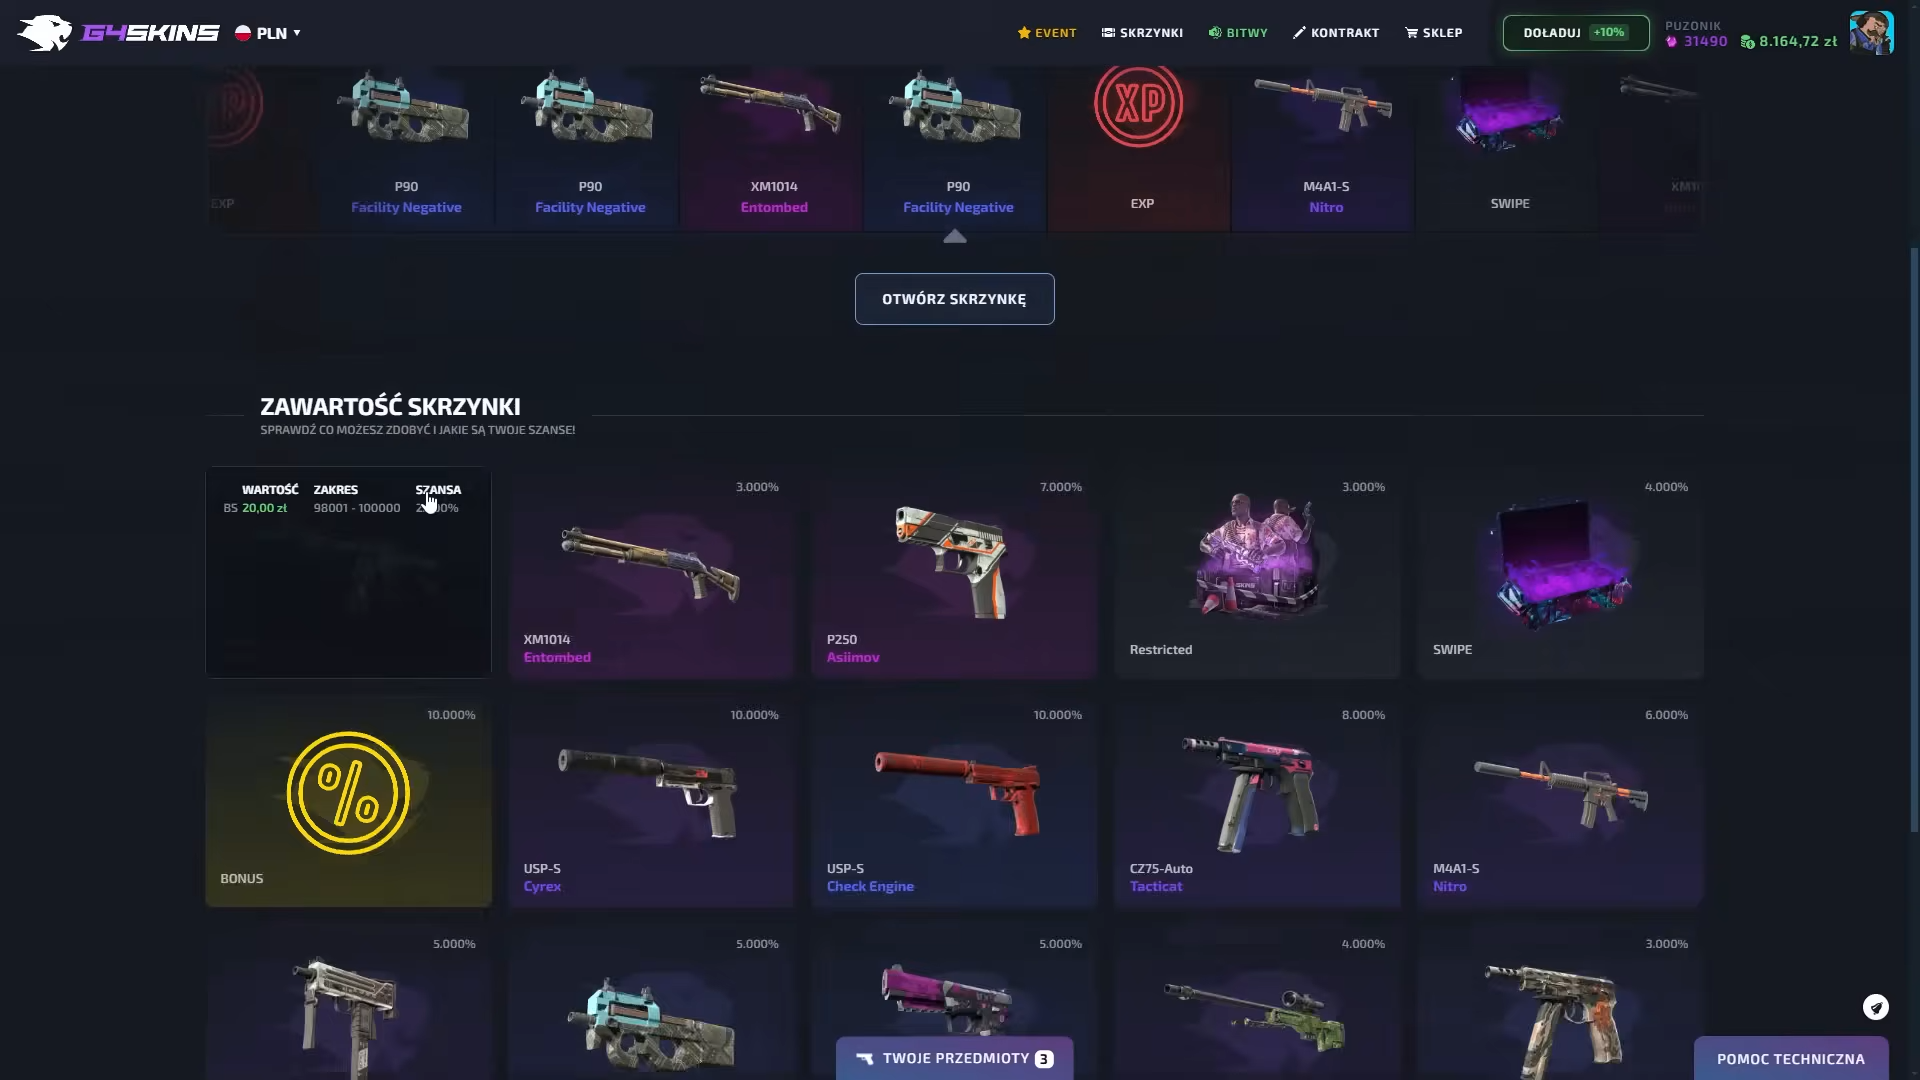 G4SKINS
PLN
EVENT
SKRZYNKI
BITWY
KONTRAKT
SKLEP
DOŁADUJ +10%
PUZONIK
31490
8.164,72 zł
EXP
P90
Facility Negative
P90
Facility Negative
XM1014
Entombed
P90
Facility Negative
XP
EXP
M4A1-S
Nitro
SWIPE
OTWÓRZ SKRZYNKĘ
ZAWARTOŚĆ SKRZYNKI
SPRAWDŹ CO MOŻESZ ZDOBYĆ I JAKIE SĄ TWOJE SZANSE!
WARTOŚĆ ZAKRES SZANSA
BS 20,00 zł 98001 - 100000
3.000%
XM1014
Entombed
7.000%
P250
Asiimov
3.000%
Restricted
4.000%
SWIPE
10.000%
%
BONUS
10.000%
USP-S
Cyrex
10.000%
USP-S
Check Engine
8.000%
CZ75-Auto
Tacticat
6.000%
M4A1-S
Nitro
5.000%
5.000%
5.000%
4.000%
3.000%
TWOJE PRZEDMIOTY 3
POMOC TECHNICZNA